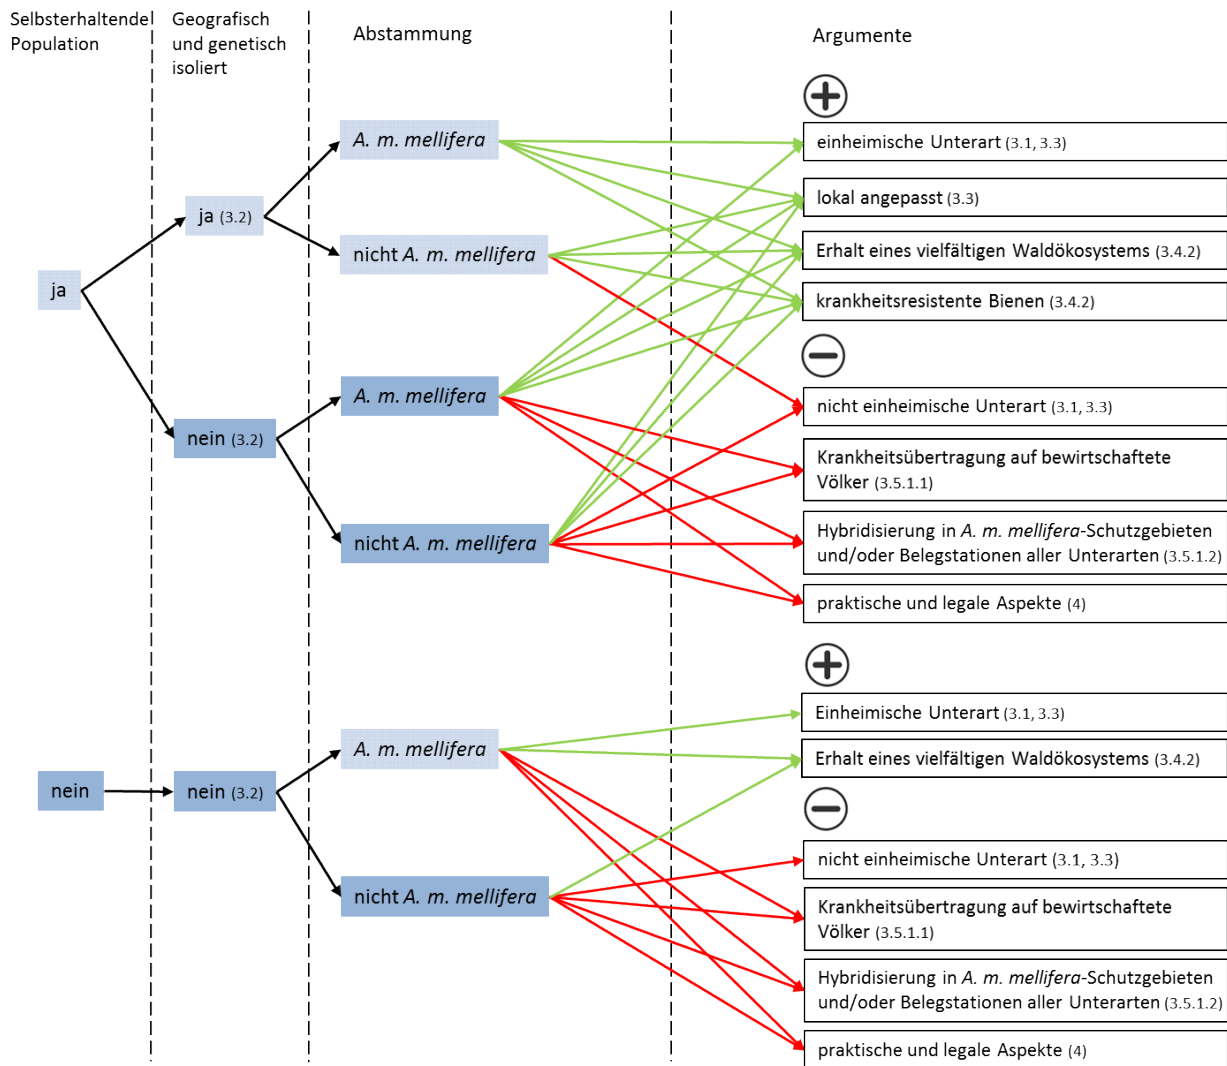 Selbsterhaltende
Population
Geografisch
und genetisch
isoliert
Abstammung
Argumente
ja
ja (3.2)
nein (3.2)
A. m. mellifera
nicht A. m. mellifera
A. m. mellifera
nicht A. m. mellifera
einheimische Unterart (3.1, 3.3)
lokal angepasst (3.3)
Erhalt eines vielfältigen Waldökosystems (3.4.2)
krankheitsresistente Bienen (3.4.2)
nicht einheimische Unterart (3.1, 3.3)
Krankheitsübertragung auf bewirtschaftete
Völker (3.5.1.1)
Hybridisierung in A. m. mellifera-Schutzgebieten
und/oder Belegstationen aller Unterarten (3.5.1.2)
praktische und legale Aspekte (4)
nein
nein (3.2)
A. m. mellifera
nicht A. m. mellifera
Einheimische Unterart (3.1, 3.3)
Erhalt eines vielfältigen Waldökosystems (3.4.2)
nicht einheimische Unterart (3.1, 3.3)
Krankheitsübertragung auf bewirtschaftete
Völker (3.5.1.1)
Hybridisierung in A. m. mellifera-Schutzgebieten
und/oder Belegstationen aller Unterarten (3.5.1.2)
praktische und legale Aspekte (4)